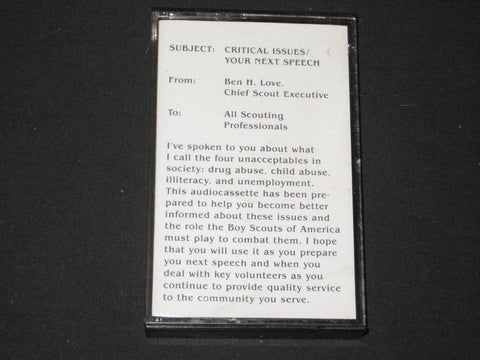 SUBJECT: CRITICAL ISSUES/
YOUR NEXT SPEECH
From: Ben H. Love,
Chief Scout Executive
To: All Scouting
Professionals
I've spoken to you about what
I call the four unacceptables in
society: drug abuse, child abuse,
illiteracy, and unemployment.
This audiocassette has been pre-
pared to help you become better
informed about these issues and
the role the Boy Scouts of America
must play to combat them. I hope
that you will use it as you prepare
you next speech and when you
deal with key volunteers as you
continue to provide quality service
to the community you serve.